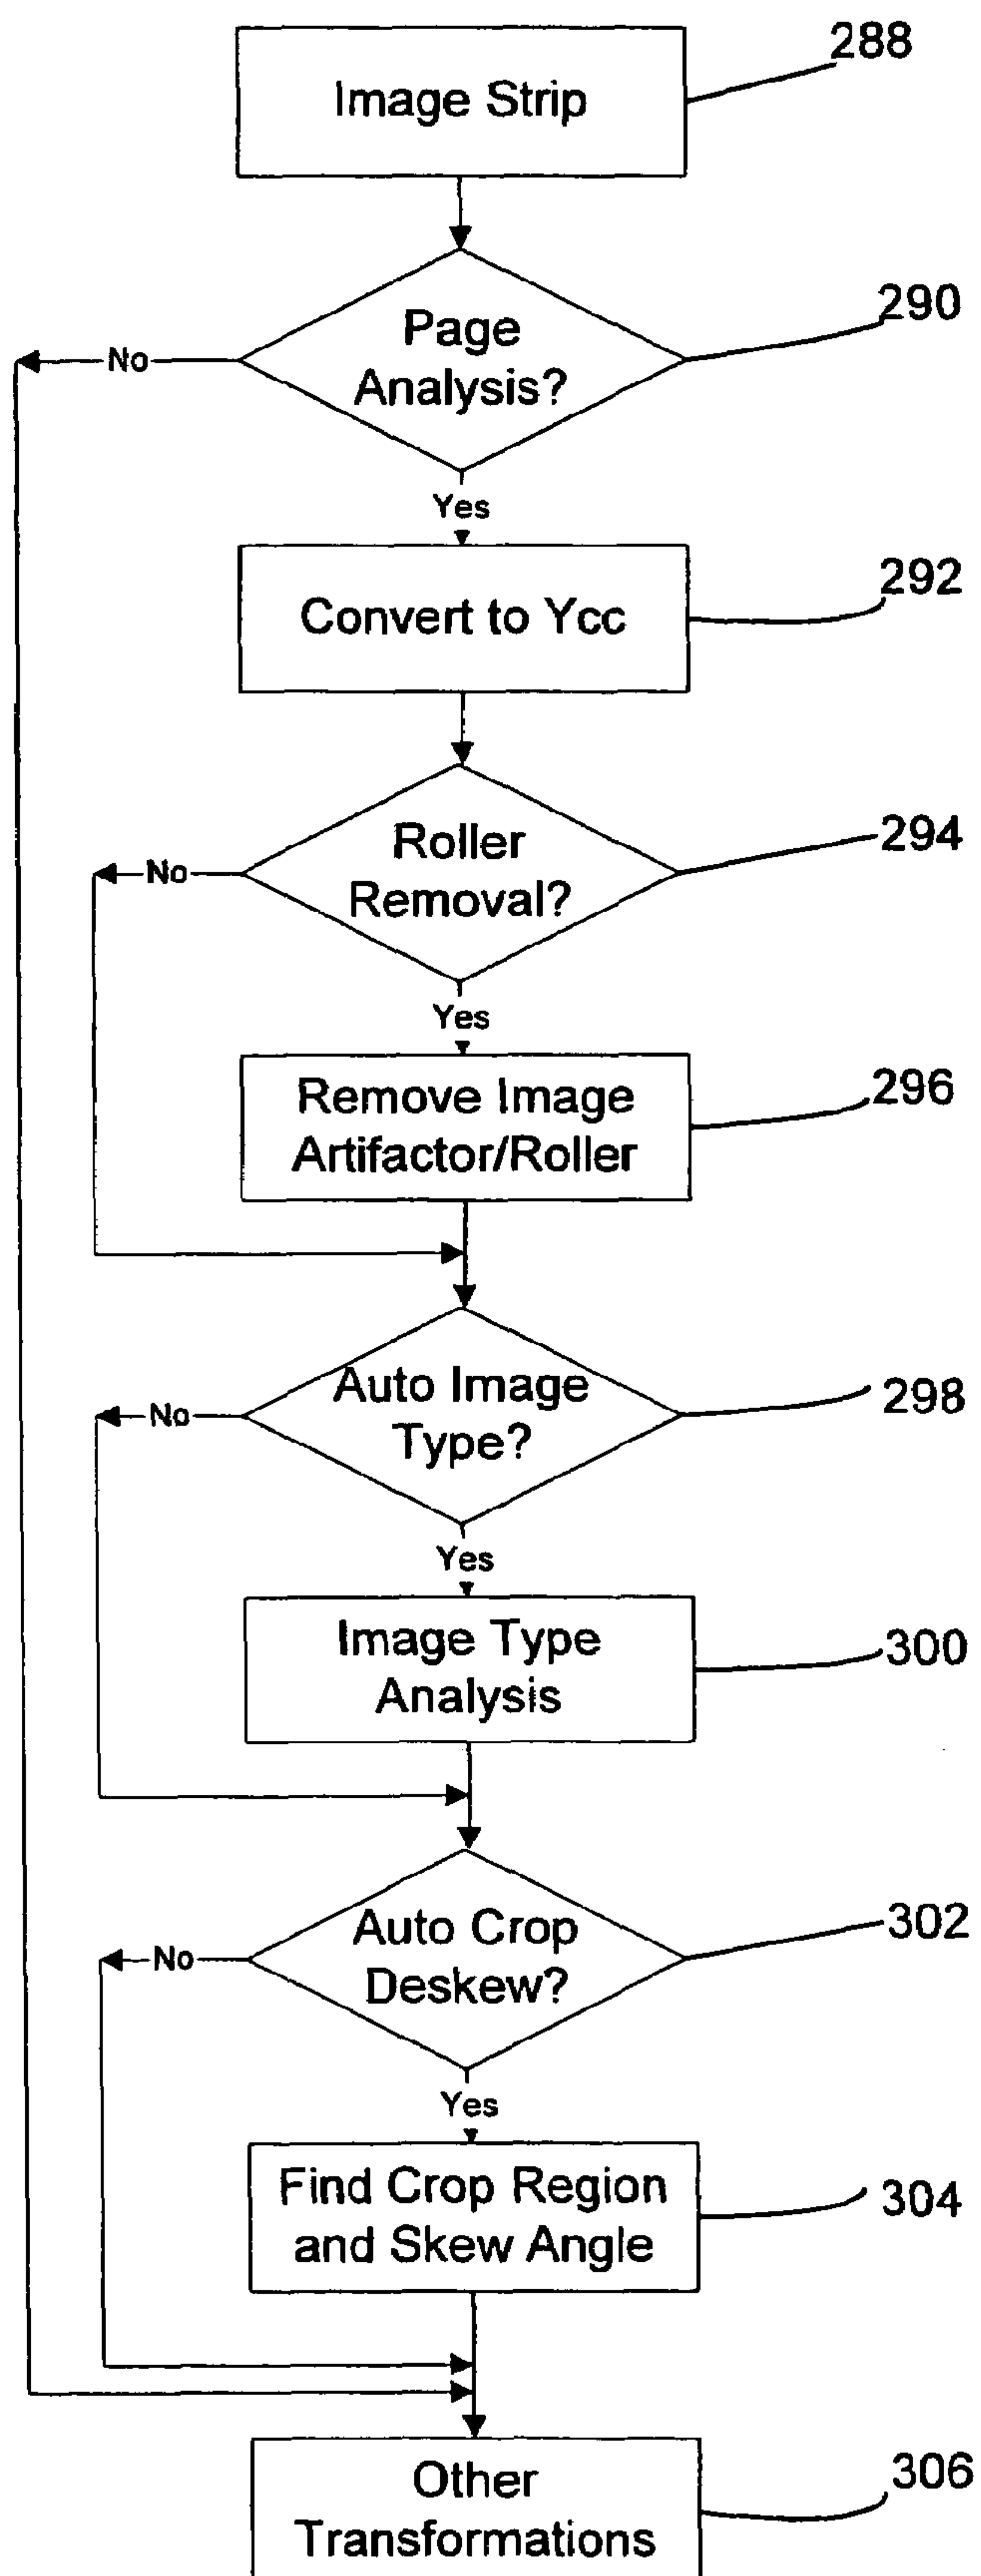 Image Strip
288
Page
Analysis?
290
No
Yes
Convert to Ycc
292
Roller
Removal?
294
No
Yes
Remove Image
Artifactor/Roller
296
Auto Image
Type?
298
No
Yes
Image Type
Analysis
300
Auto Crop
Deskew?
302
No
Yes
Find Crop Region
and Skew Angle
304
Other
Transformations
306